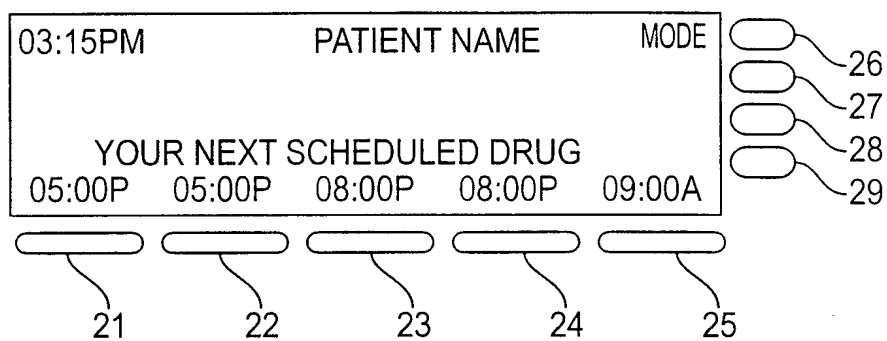 03:15PM PATIENT NAME MODE
26
27
YOUR NEXT SCHEDULED DRUG
28
05:00P 05:00P 08:00P 08:00P 09:00A
29
21 22 23 24 25